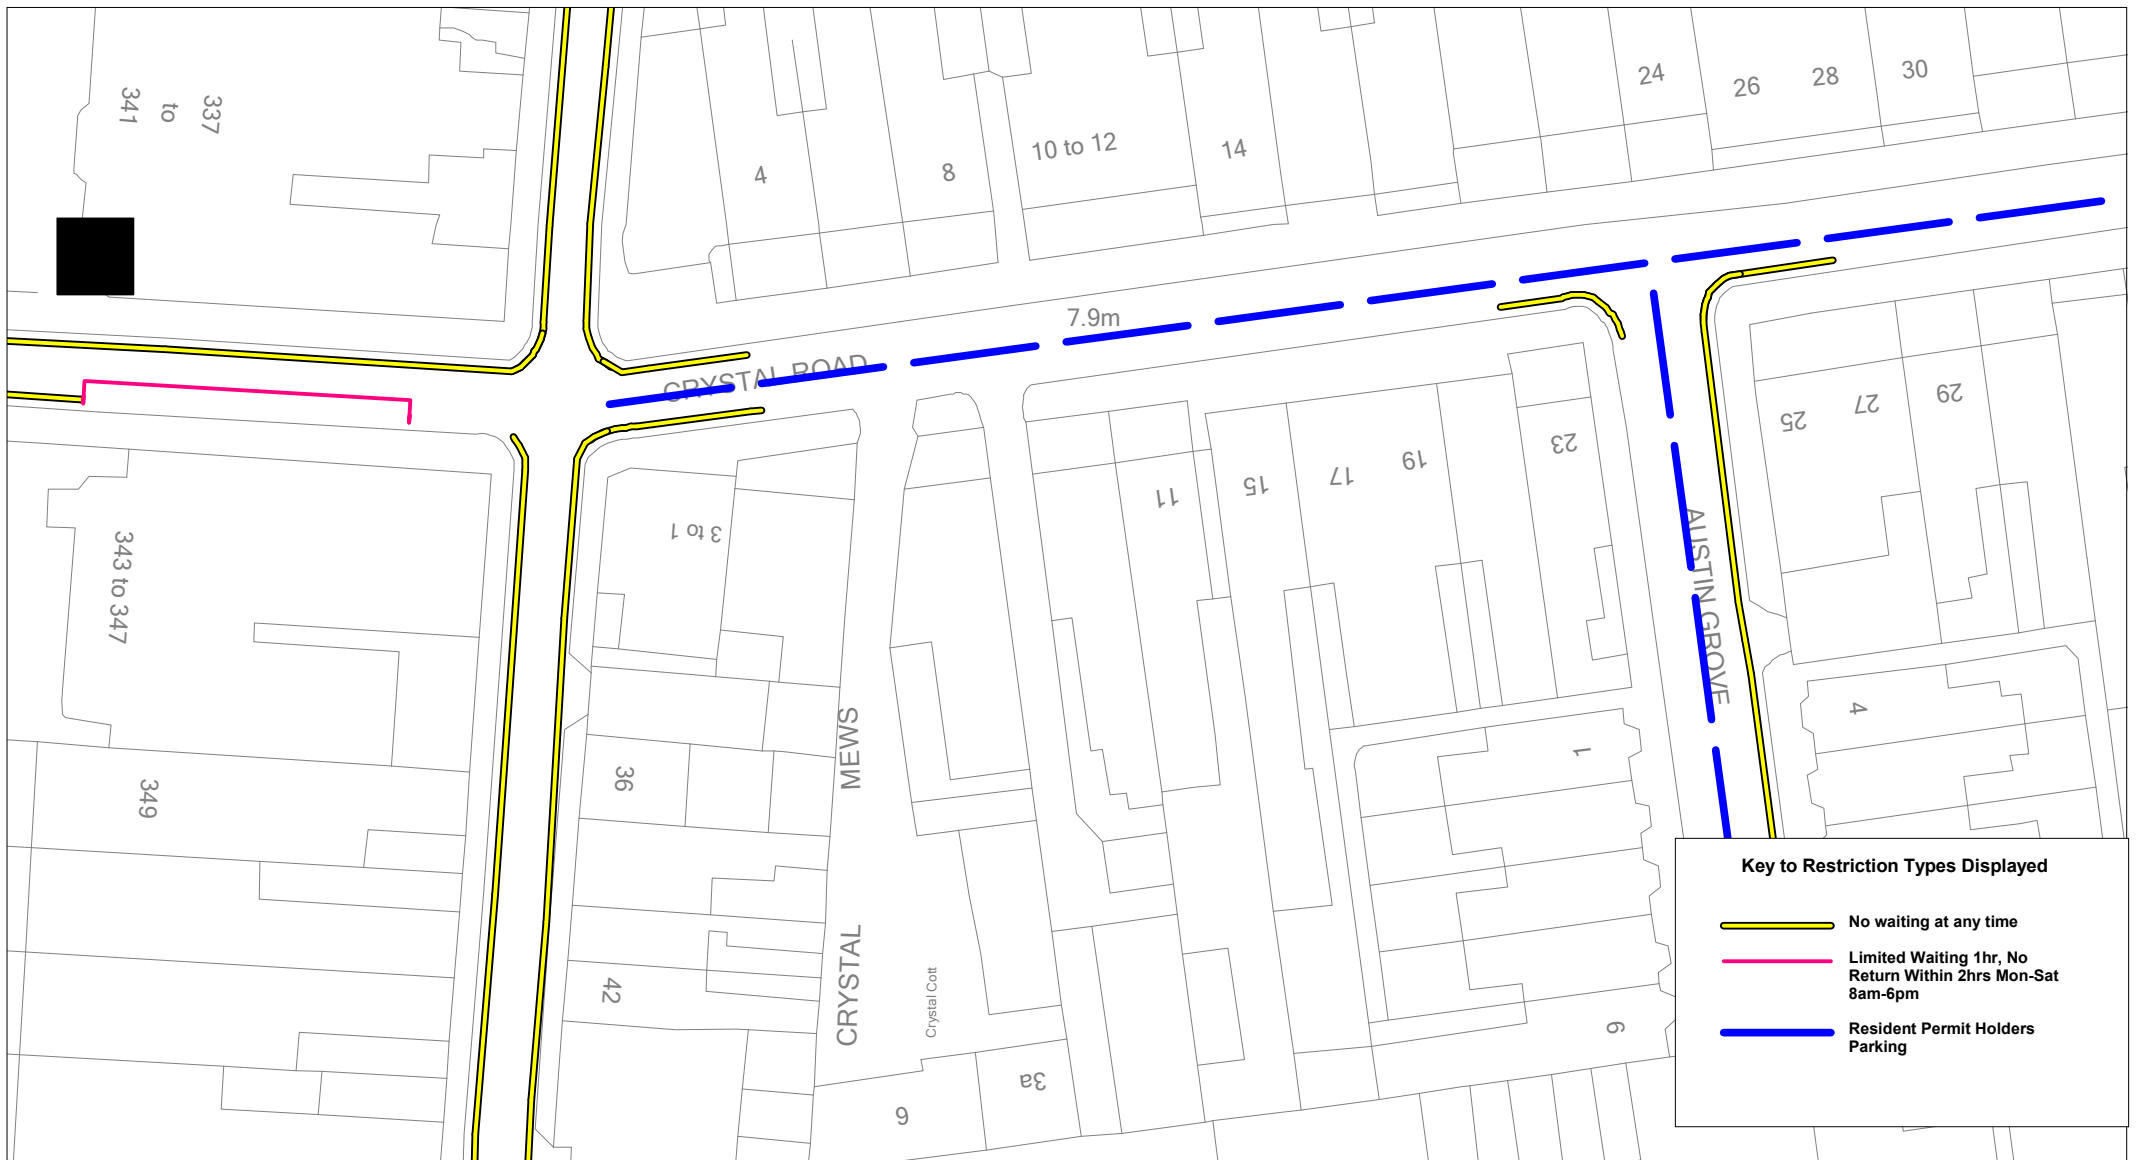 341
to
337
4
8
10 to 12
14
24
26
28
30
7.9m
CRYSTAL ROAD
343 to 347
349
3 to 1
36
42
CRYSTAL MEWS
Crystal Cott
11
15
17
19
23
25
27
29
AUSTIN GROVE
1
4
9
3a
6
Key to Restriction Types Displayed
No waiting at any time
Limited Waiting 1hr, No
Return Within 2hrs Mon-Sat
8am-6pm
Resident Permit Holders
Parking